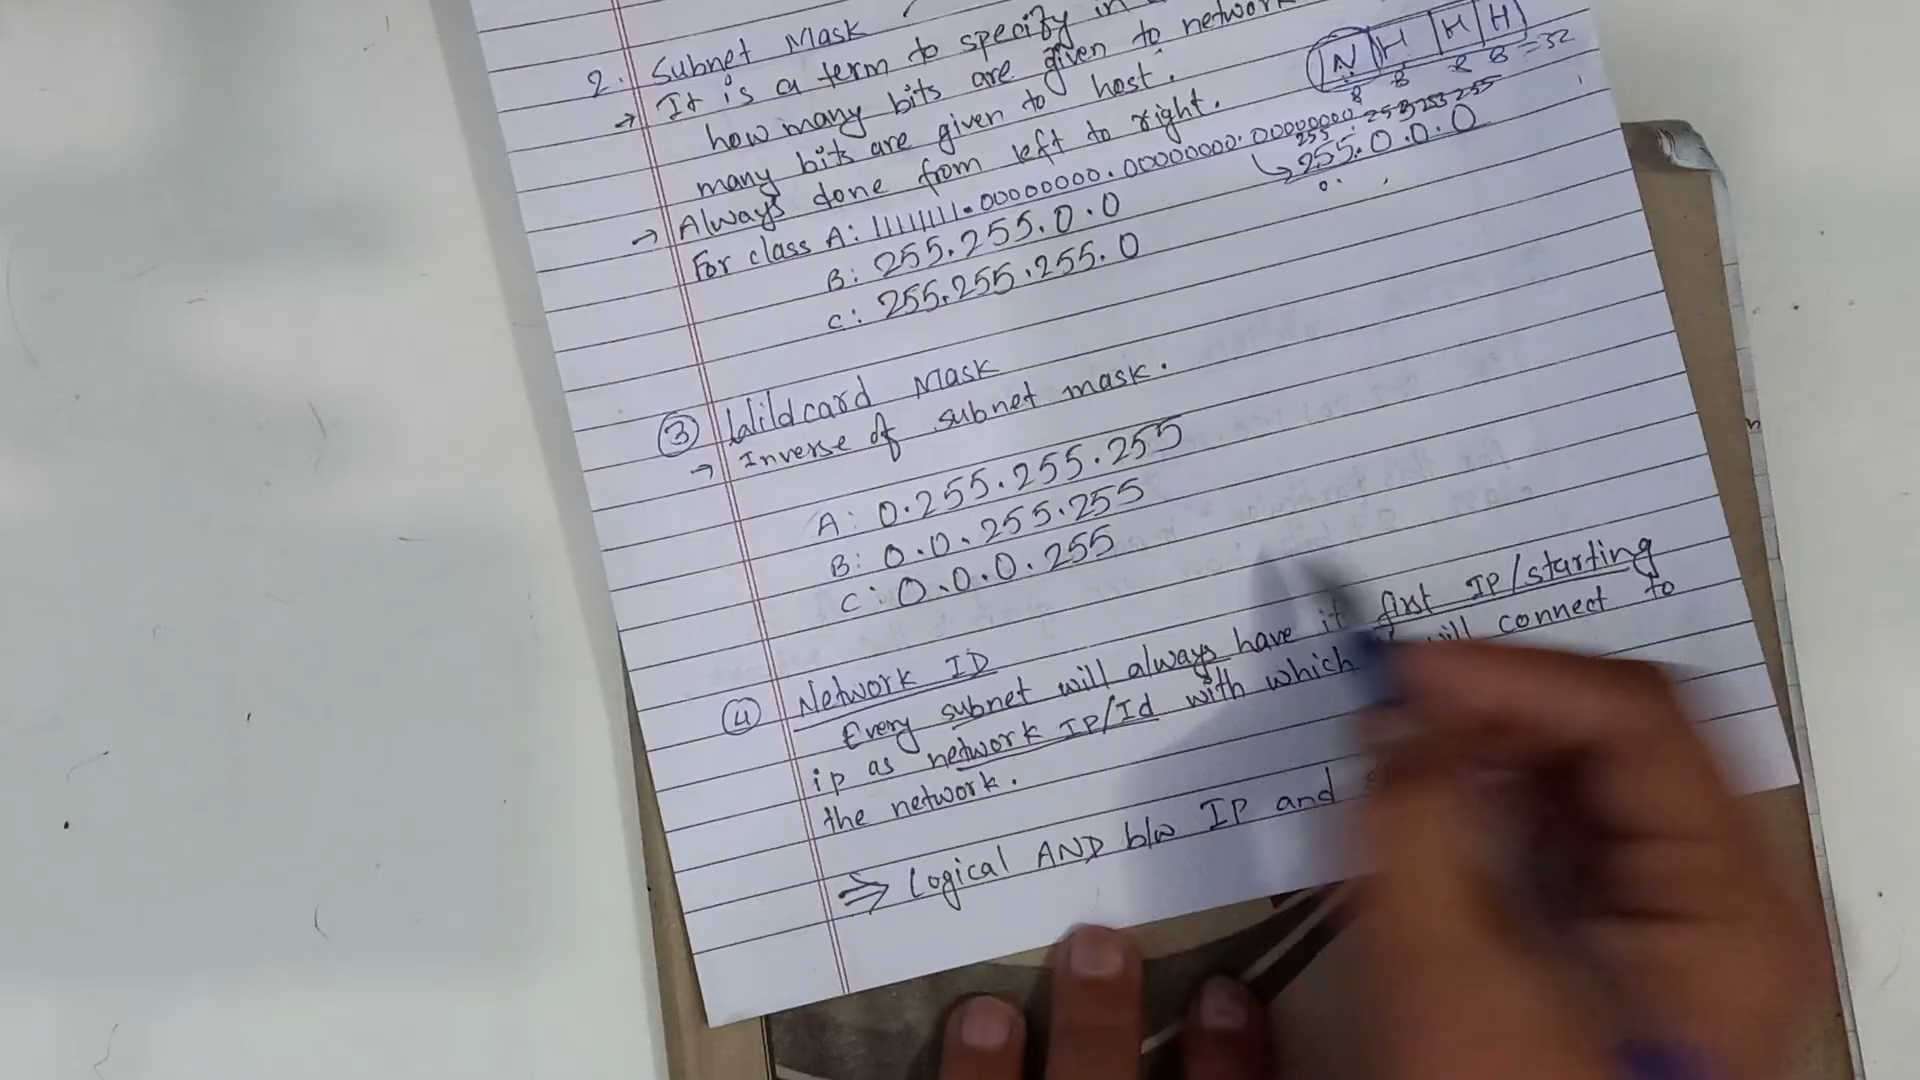 2. Subnet Mask
→ It is a term to specify in
how many bits are given to network
many bits are given to host.
→ Always done from left to right.
For class A: 11111111.00000000.00000000.00000000
255.0.0.0
B: 255.255.0.0
C: 255.255.255.0
N H H H
8 8 8 8 = 32
255.255.255.255
③ Wildcard Mask
→ Inverse of subnet mask.
A: 0.255.255.255
B: 0.0.255.255
C: 0.0.0.255
④ Network ID
Every subnet will always have it first IP/starting
ip as network IP/Id with which will connect to
the network.
⇒ Logical AND b/w IP and